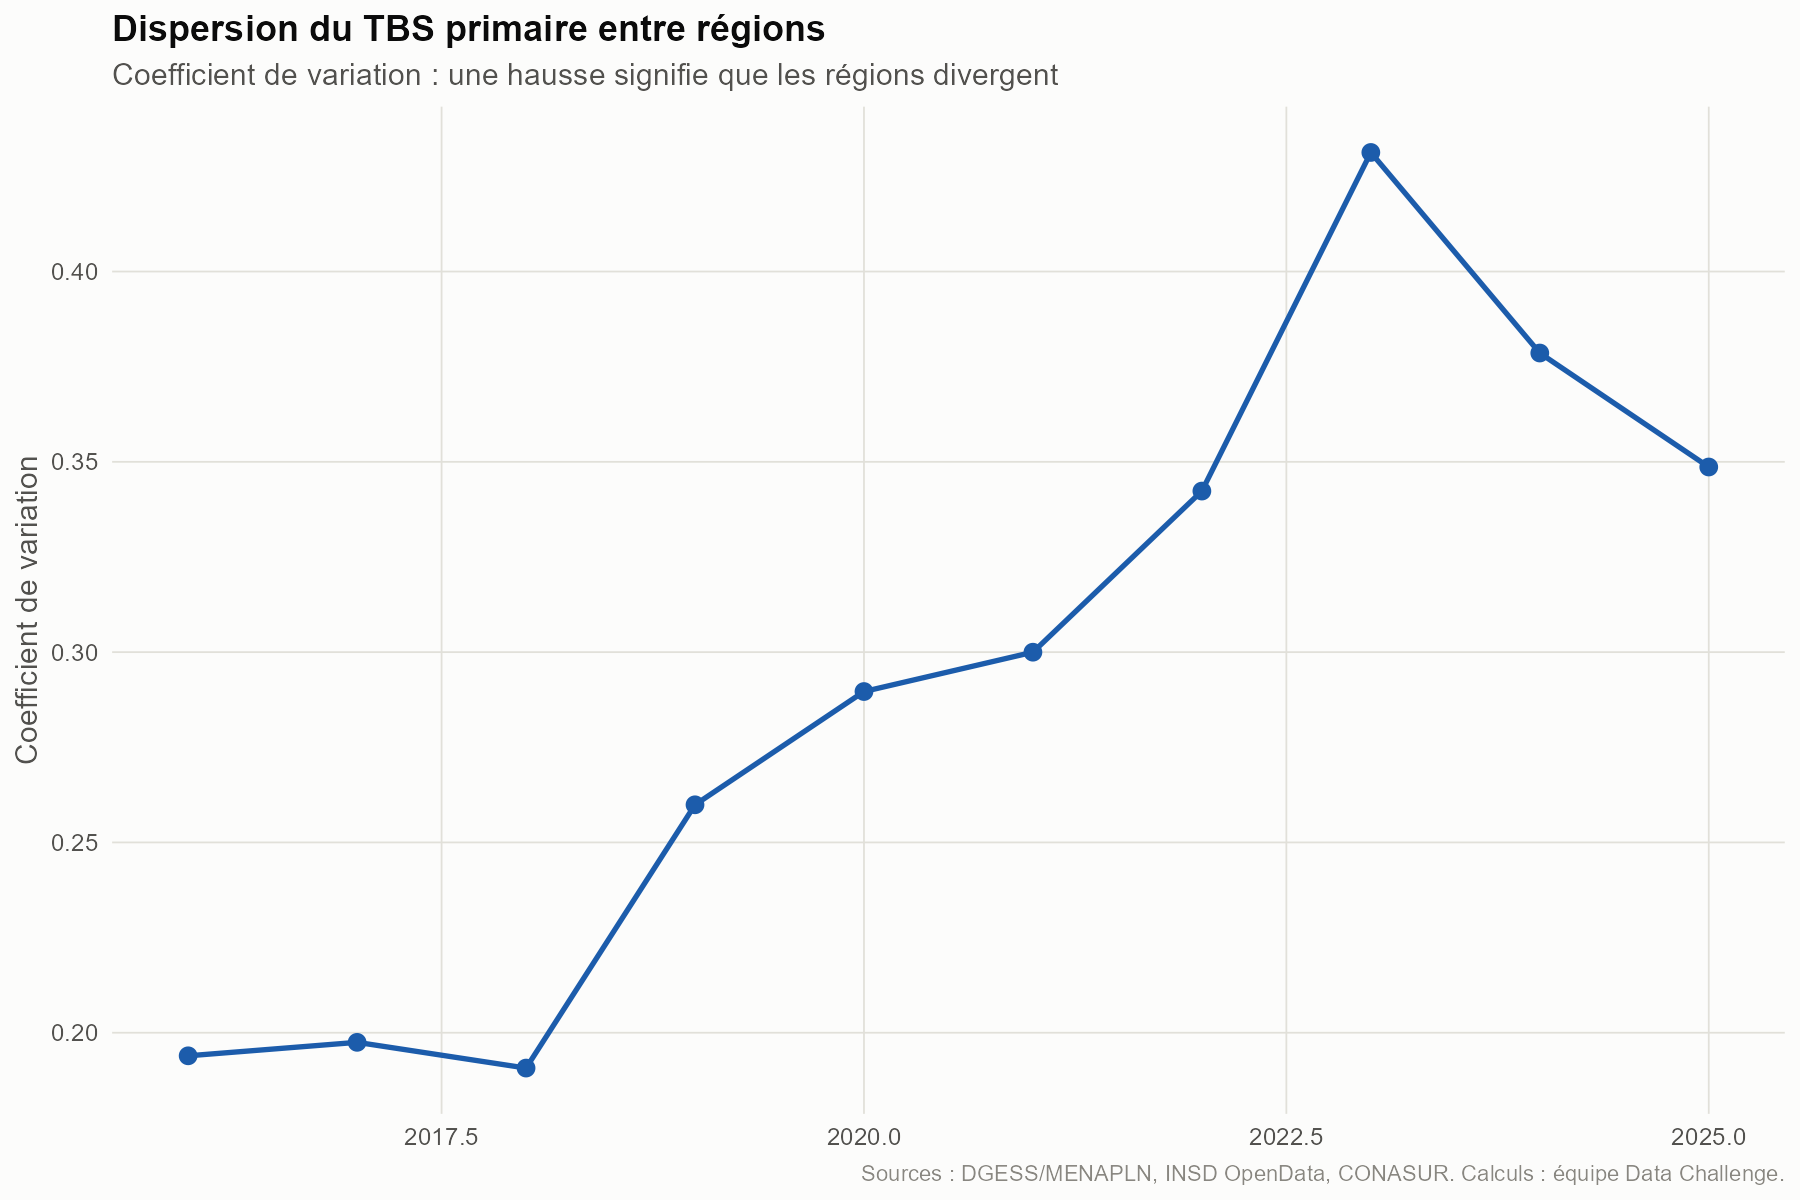 Dispersion du TBS primaire entre régions
Coefficient de variation : une hausse signifie que les régions divergent
Coefficient de variation
0.40
0.35
0.30
0.25
0.20
2017.5
2020.0
2022.5
2025.0
Sources : DGESS/MENAPLN, INSD OpenData, CONASUR. Calculs : équipe Data Challenge.